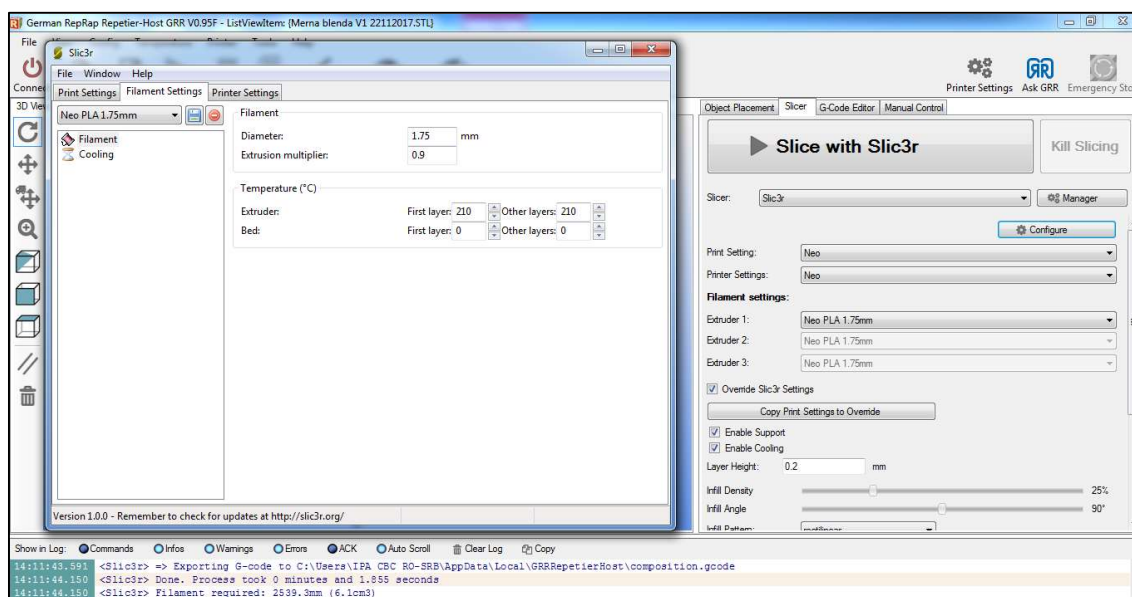 German RepRap Repetier-Host GRR V0.95F - ListViewItem: {Merna blenda V1 22112017.STL}
File
Slic3r
File Window Help
Print Settings Filament Settings Printer Settings
Neo PLA 1.75mm
Filament
Cooling
Filament
Diameter: 1.75 mm
Extrusion multiplier: 0.9
Temperature (°C)
Extruder: First layer: 210 Other layers: 210
Bed: First layer: 0 Other layers: 0
Version 1.0.0 - Remember to check for updates at http://slic3r.org/
Connec
3D Vie
Printer Settings Ask GRR Emergency Sto
Object Placement Slicer G-Code Editor Manual Control
Slice with Slic3r Kill Slicing
Slicer: Slic3r Manager
Configure
Print Setting: Neo
Printer Settings: Neo
Filament settings:
Extruder 1: Neo PLA 1.75mm
Extruder 2: Neo PLA 1.75mm
Extruder 3: Neo PLA 1.75mm
Override Slic3r Settings
Copy Print Settings to Override
Enable Support
Enable Cooling
Layer Height: 0.2 mm
Infill Density 25%
Infill Angle 90°
Infill Pattern: rectilinear
Show in Log: Commands Infos Warnings Errors ACK Auto Scroll Clear Log Copy
14:11:43.591 <Slic3r> => Exporting G-code to C:\Users\IPA CBC RO-SRB\AppData\Local\GRRRepetierHost\composition.gcode
14:11:44.150 <Slic3r> Done. Process took 0 minutes and 1.855 seconds
14:11:44.150 <Slic3r> Filament required: 2539.3mm (6.1cm3)